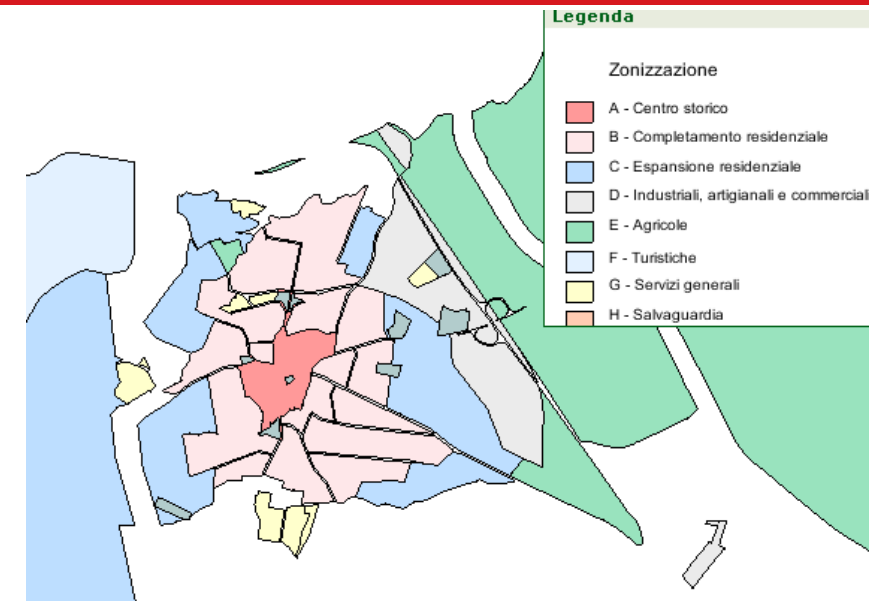 Legenda
Zonizzazione
A - Centro storico
B - Completamento residenziale
C - Espansione residenziale
D - Industriali, artigianali e commerciali
E - Agricole
F - Turistiche
G - Servizi generali
H - Salvaguardia